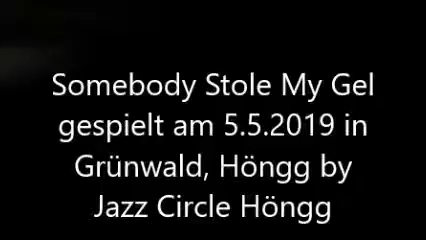 Somebody Stole My Gel
gespielt am 5.5.2019 in
Grünwald, Höngg by
Jazz Circle Höngg